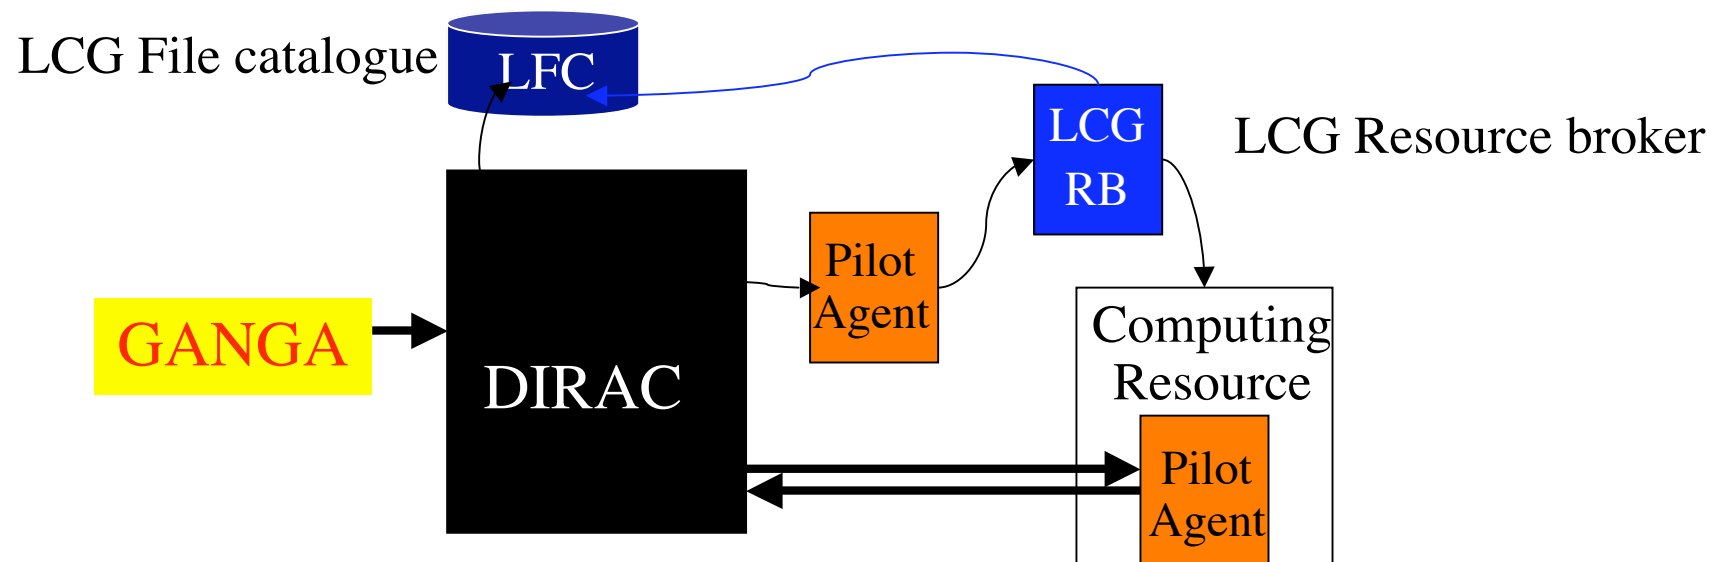 LCG File catalogue
LFC
LCG
RB
LCG Resource broker
Pilot
Agent
GANGA
DIRAC
Computing
Resource
Pilot
Agent